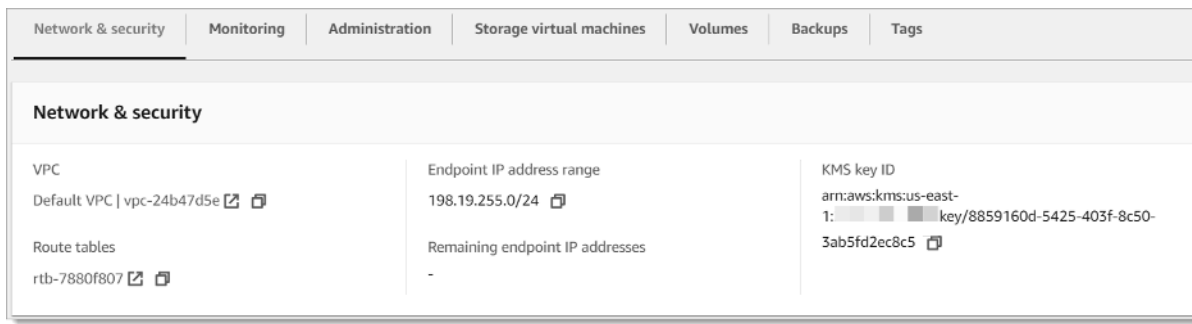 Network & security Monitoring Administration Storage virtual machines Volumes Backups Tags
Network & security
VPC
Default VPC | vpc-24b47d5e
Route tables
rtb-7880f807
Endpoint IP address range
198.19.255.0/24
Remaining endpoint IP addresses
-
KMS key ID
arn:aws:kms:us-east-
1: key/8859160d-5425-403f-8c50-
3ab5fd2ec8c5